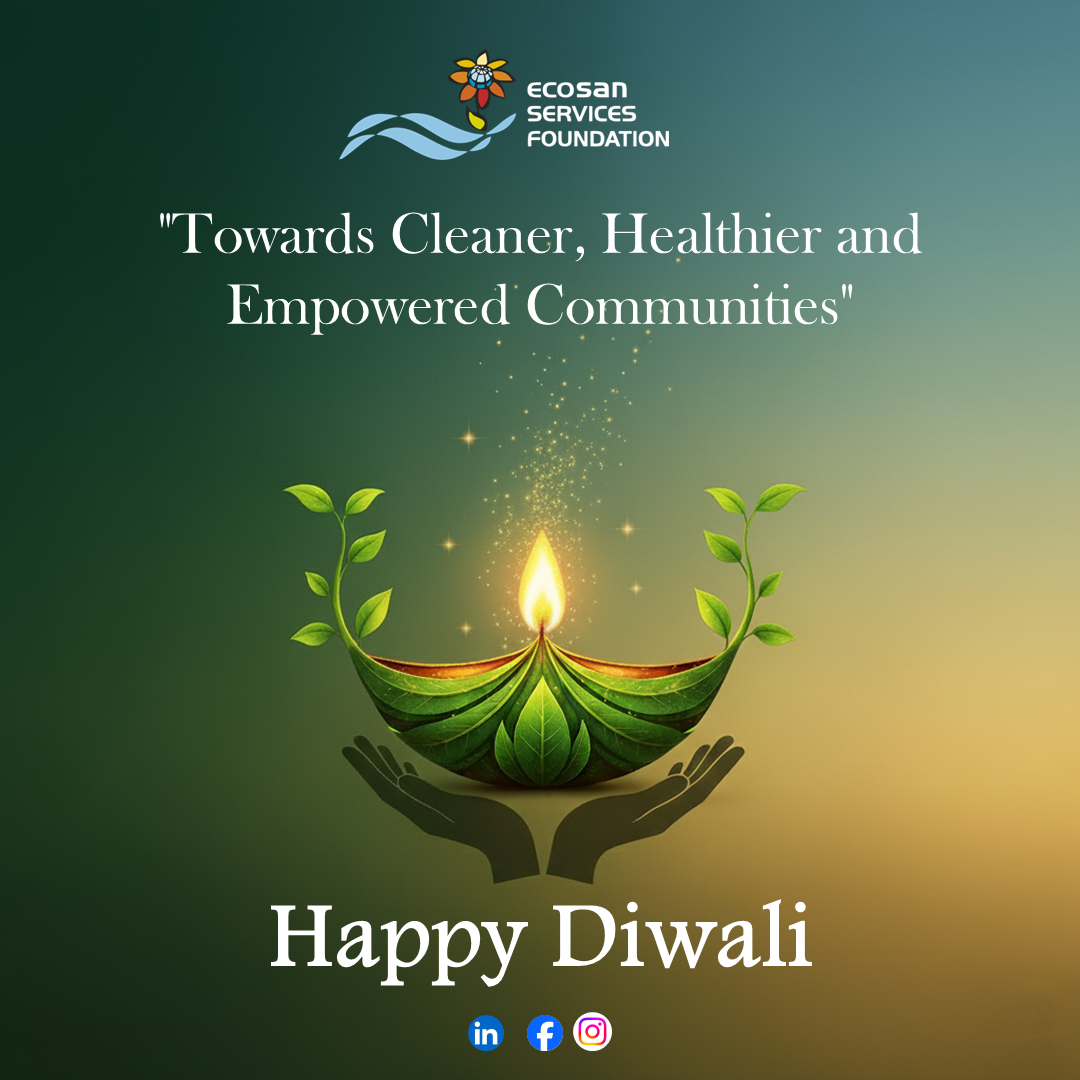 ECOSAN
SERVICES
FOUNDATION
"Towards Cleaner, Healthier and
Empowered Communities"
Happy Diwali
in
f